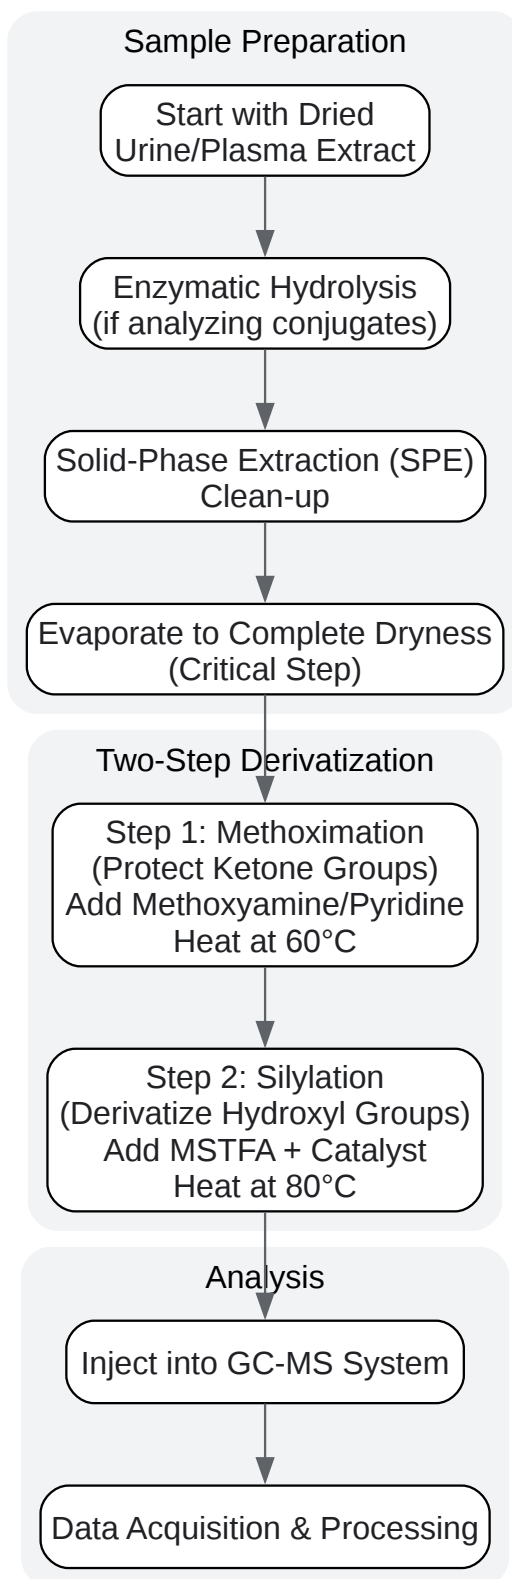 Sample Preparation
Start with Dried
Urine/Plasma Extract
Enzymatic Hydrolysis
(if analyzing conjugates)
Solid-Phase Extraction (SPE)
Clean-up
Evaporate to Complete Dryness
(Critical Step)
Two-Step Derivatization
Step 1: Methoximation
(Protect Ketone Groups)
Add Methoxyamine/Pyridine
Heat at 60°C
Step 2: Silylation
(Derivatize Hydroxyl Groups)
Add MSTFA + Catalyst
Heat at 80°C
Analysis
Inject into GC-MS System
Data Acquisition & Processing